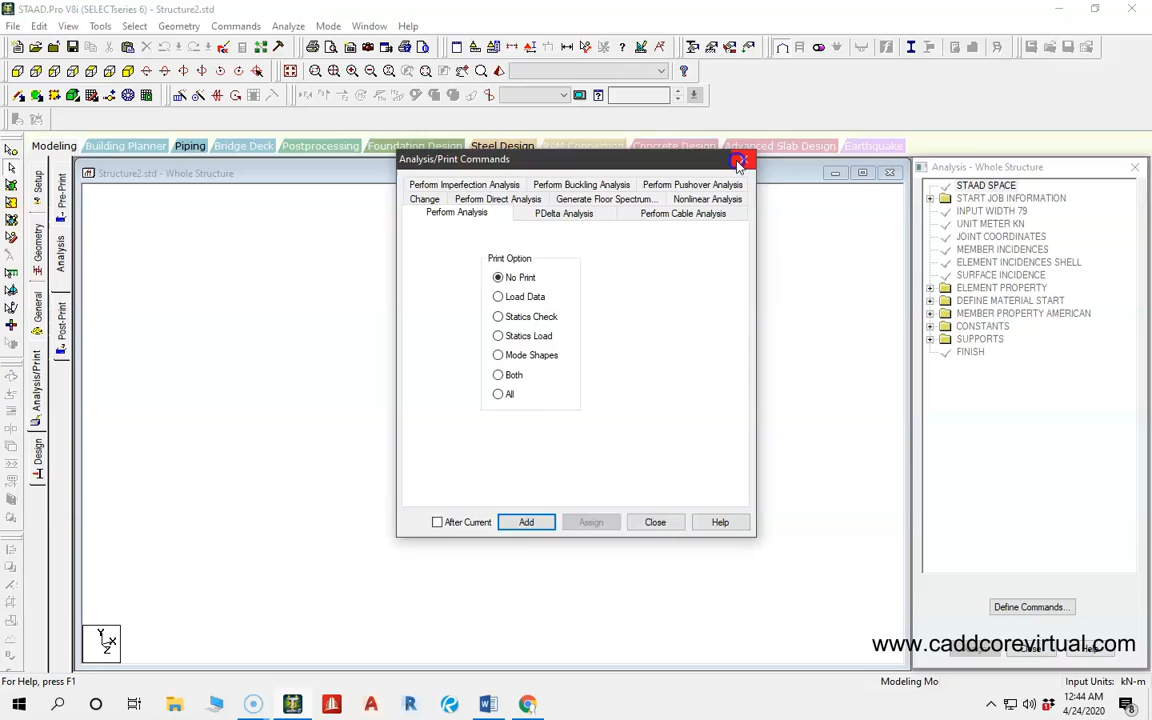 STAAD.Pro V8i (SELECTseries 6) - Structure2.std
File Edit View Tools Select Geometry Commands Analyze Mode Window Help
Modeling Building Planner Piping Bridge Deck Postprocessing Foundation Design Steel Design RAM Connection Concrete Design Advanced Slab Design Earthquake
Structure2.std - Whole Structure
Setup
Geometry
General
Analysis/Print
Design
Pre-Print
Analysis
Post-Print
Analysis/Print Commands
Perform Imperfection Analysis Perform Buckling Analysis Perform Pushover Analysis
Change Perform Direct Analysis Generate Floor Spectrum... Nonlinear Analysis
Perform Analysis PDelta Analysis Perform Cable Analysis
Print Option
No Print
Load Data
Statics Check
Statics Load
Mode Shapes
Both
All
After Current Add Assign Close Help
Analysis - Whole Structure
STAAD SPACE
START JOB INFORMATION
INPUT WIDTH 79
UNIT METER KN
JOINT COORDINATES
MEMBER INCIDENCES
ELEMENT INCIDENCES SHELL
SURFACE INCIDENCE
ELEMENT PROPERTY
DEFINE MATERIAL START
MEMBER PROPERTY AMERICAN
CONSTANTS
SUPPORTS
FINISH
Define Commands...
www.caddcorevirtual.com
Y
X
Z
For Help, press F1
Modeling Mo
Input Units: kN-m
12:44 AM
4/24/2020
8